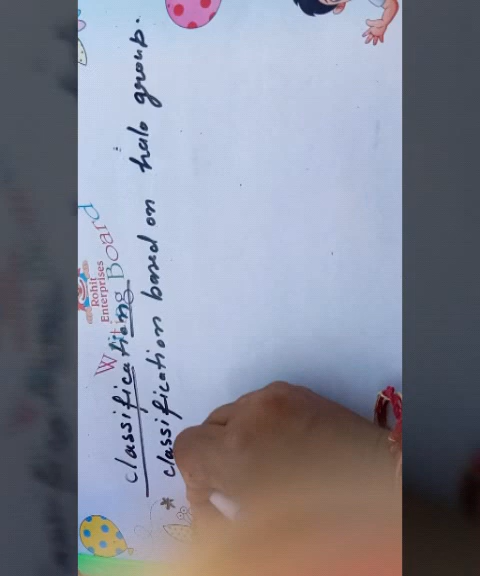 Rohit
Enterprises
Writing Board
classification
* classification based on halo group.